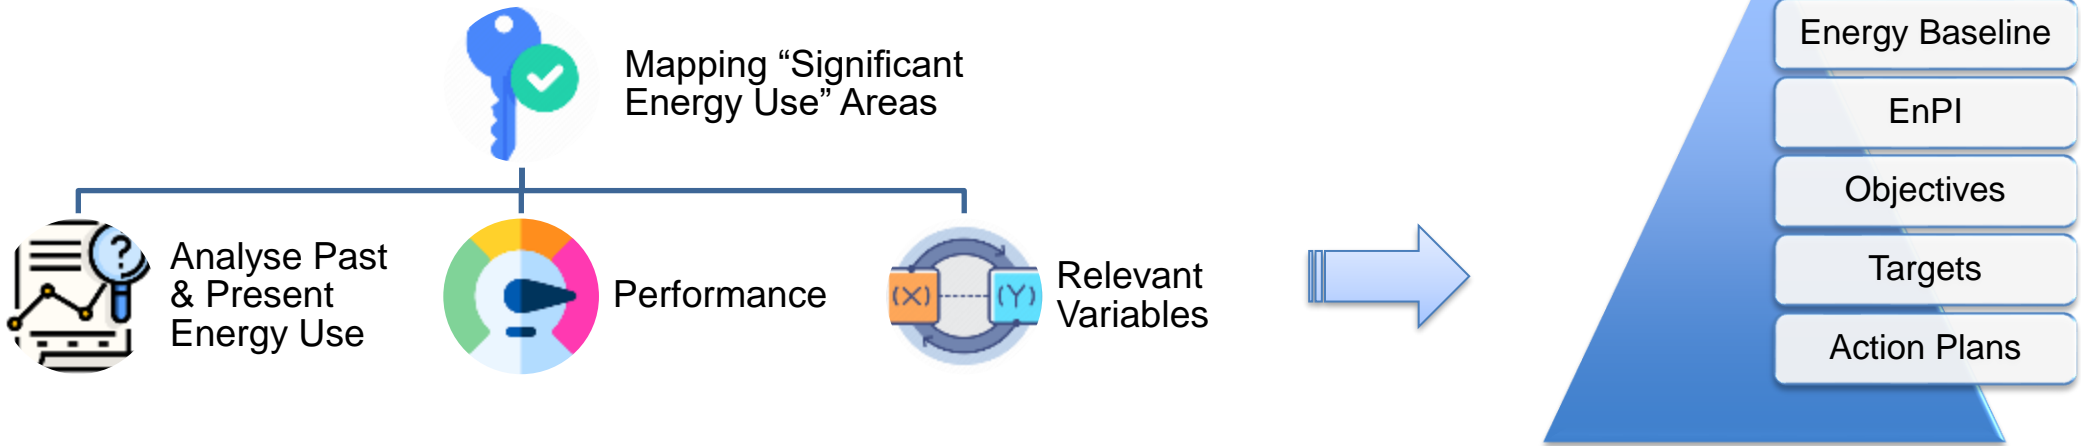 Mapping “Significant
Energy Use” Areas
Analyse Past
& Present
Energy Use
?
Performance
(X)
(Y)
Relevant
Variables
Energy Baseline
EnPI
Objectives
Targets
Action Plans